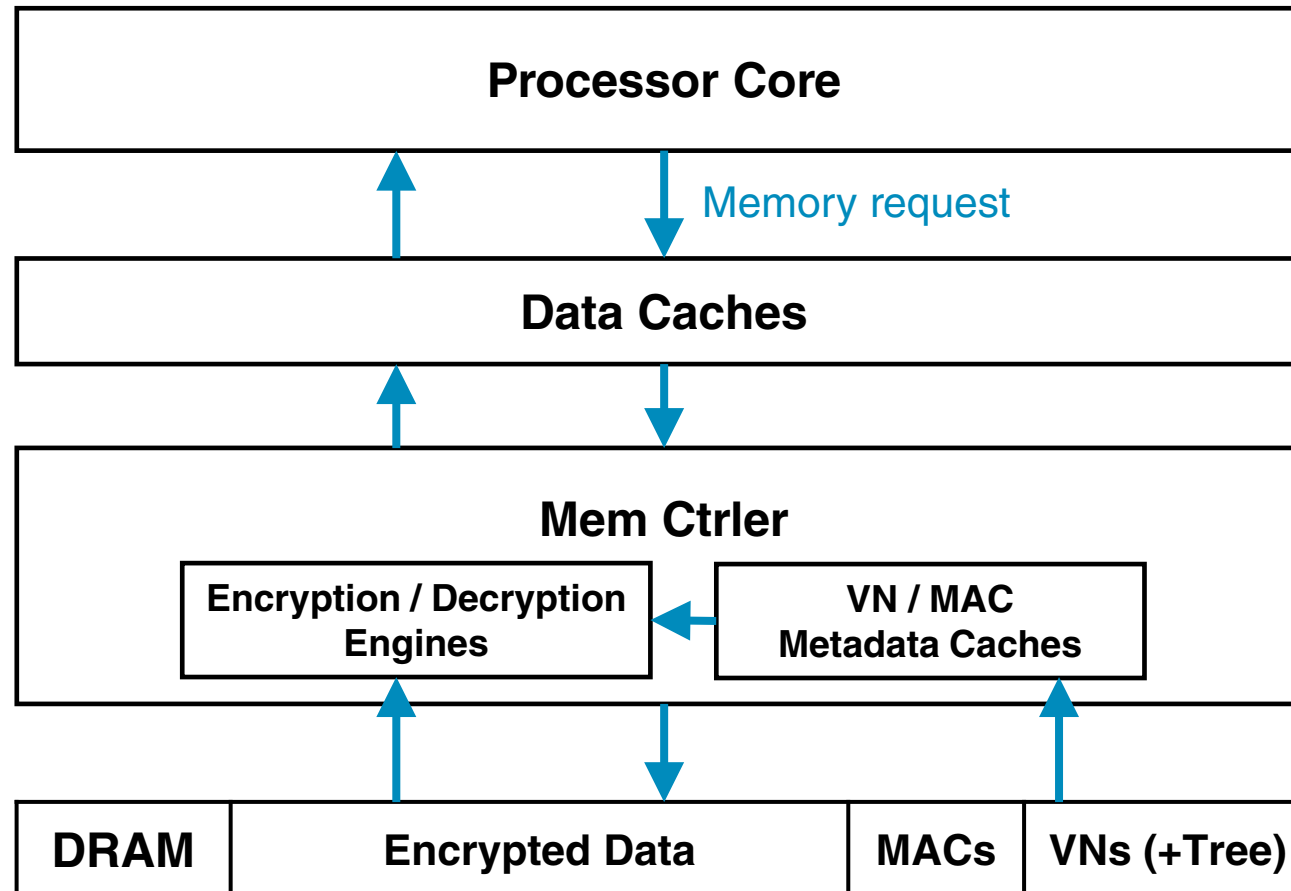 Processor Core
Memory request
Data Caches
Mem Ctrler
Encryption / Decryption
Engines
VN / MAC
Metadata Caches
DRAM
Encrypted Data
MACs
VNs (+Tree)